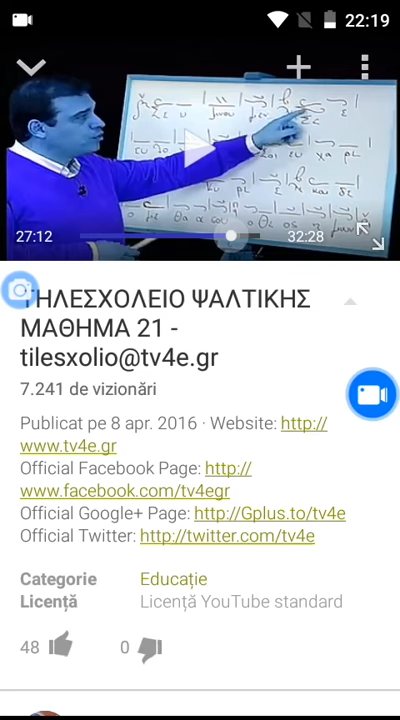 22:19
27:12
32:28
ΤΗΛΕΣΧΟΛΕΙΟ ΨΑΛΤΙΚΗΣ
ΜΑΘΗΜΑ 21 -
tilesxolio@tv4e.gr
7.241 de vizionări
Publicat pe 8 apr. 2016 · Website: http://
www.tv4e.gr
Official Facebook Page: http://
www.facebook.com/tv4egr
Official Google+ Page: http://Gplus.to/tv4e
Official Twitter: http://twitter.com/tv4e
Categorie Educație
Licență Licență YouTube standard
48 0